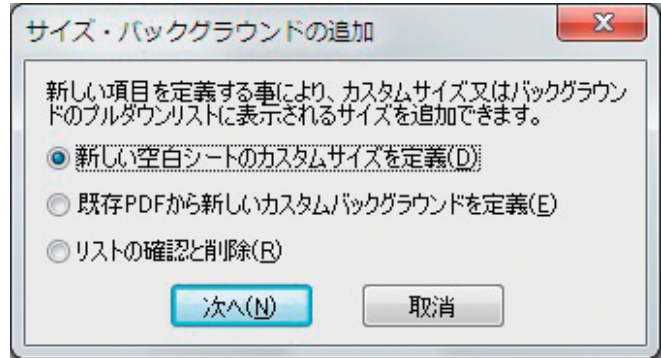 サイズ・バックグラウンドの追加
新しい項目を定義する事により、カスタムサイズ又はバックグラウン
ドのプルダウンリストに表示されるサイズを追加できます。
新しい空白シートのカスタムサイズを定義(D)
既存PDFから新しいカスタムバックグラウンドを定義(E)
リストの確認と削除(R)
次へ(N) 取消